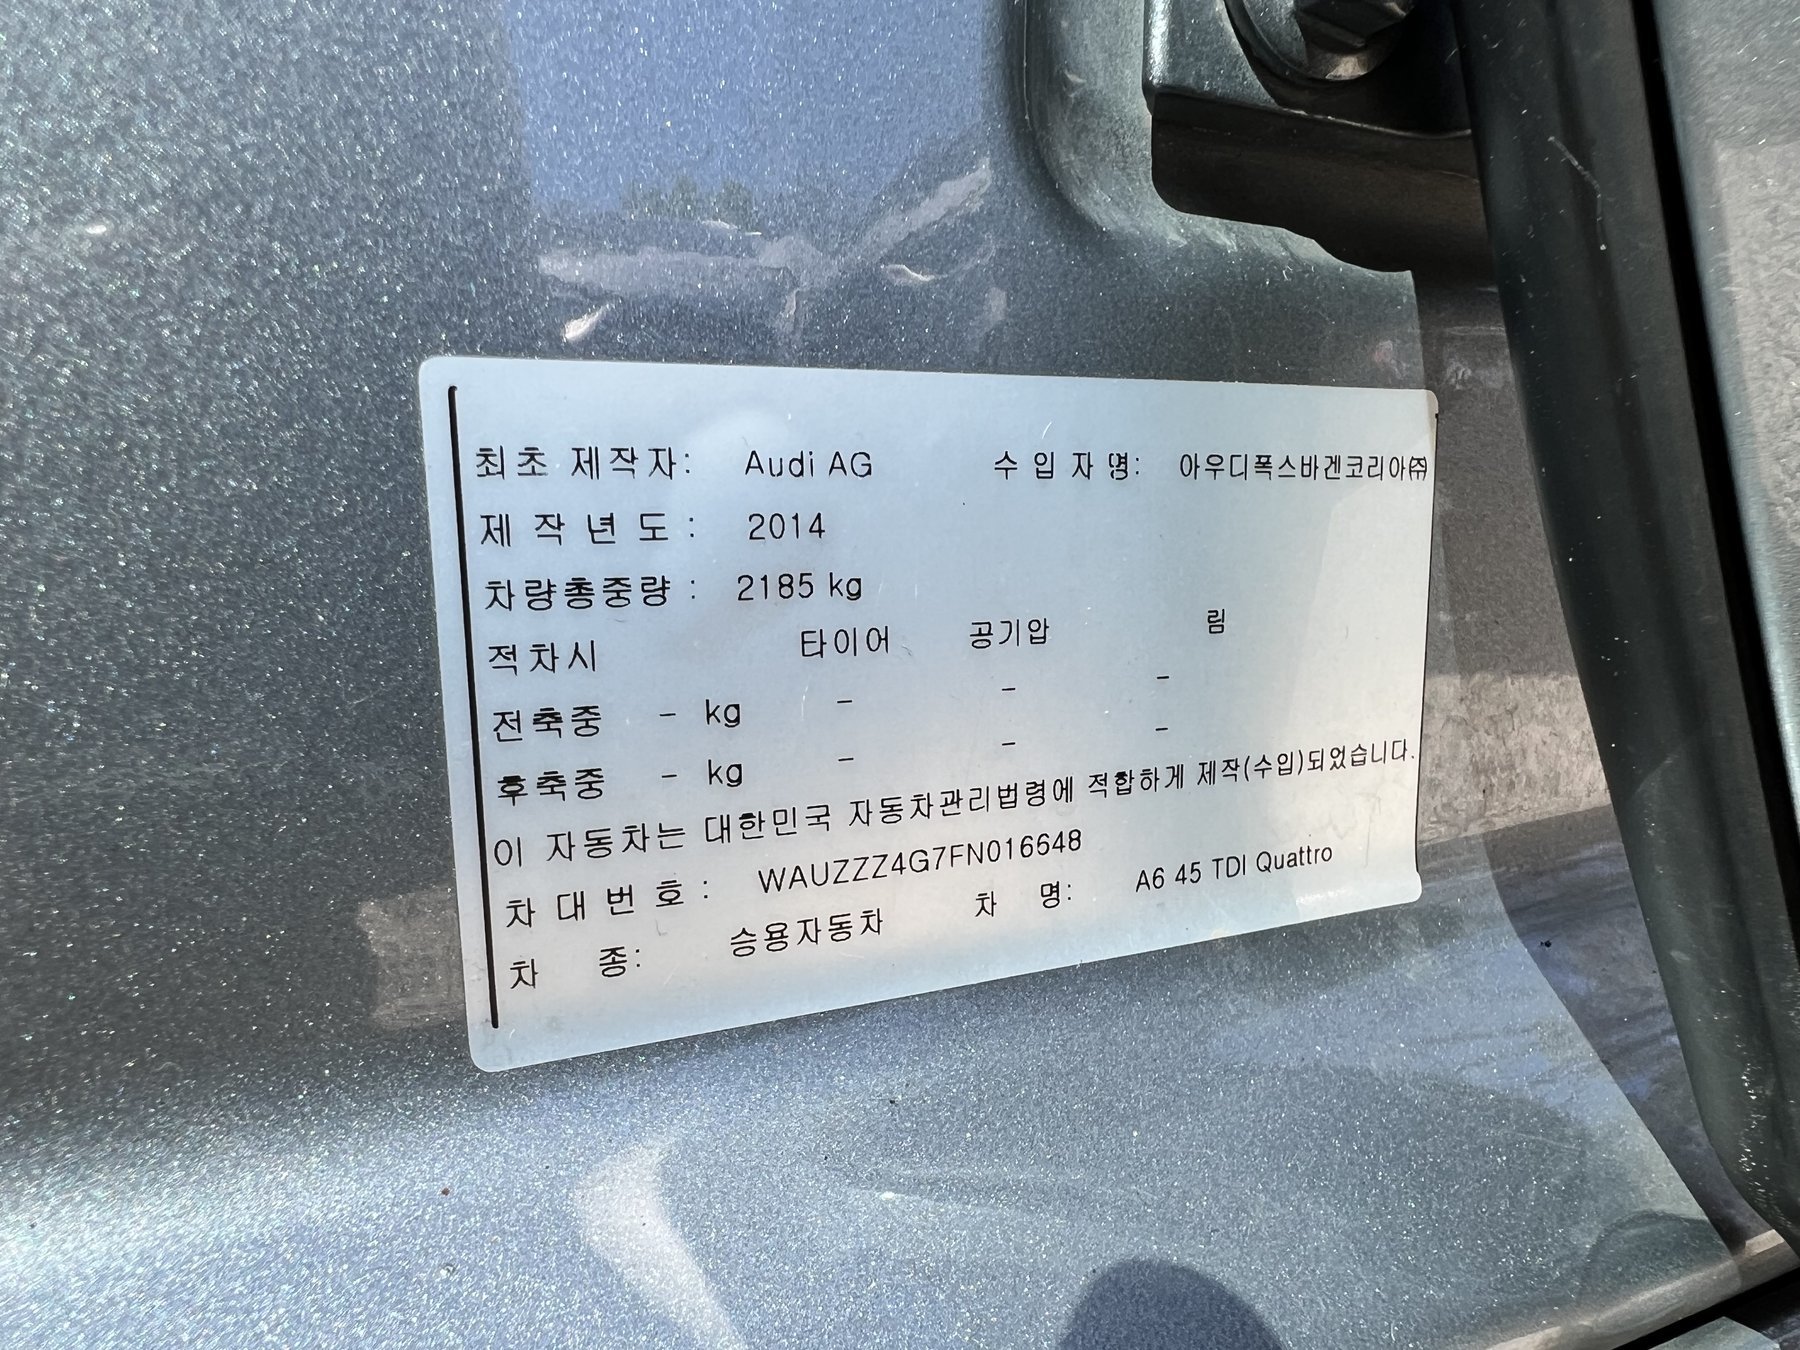 최초 제작자: Audi AG 수 입 자 명: 아우디폭스바겐코리아㈜
제 작 년 도 : 2014
차량총중량 : 2185 kg
적차시 타이어 공기압 림
전축중 - kg - - -
후축중 - kg - - -
이 자동차는 대한민국 자동차관리법령에 적합하게 제작(수입)되었습니다.
차 대 번 호 : WAUZZZ4G7FN016648
차 종: 승용자동차 차 명: A6 45 TDI Quattro